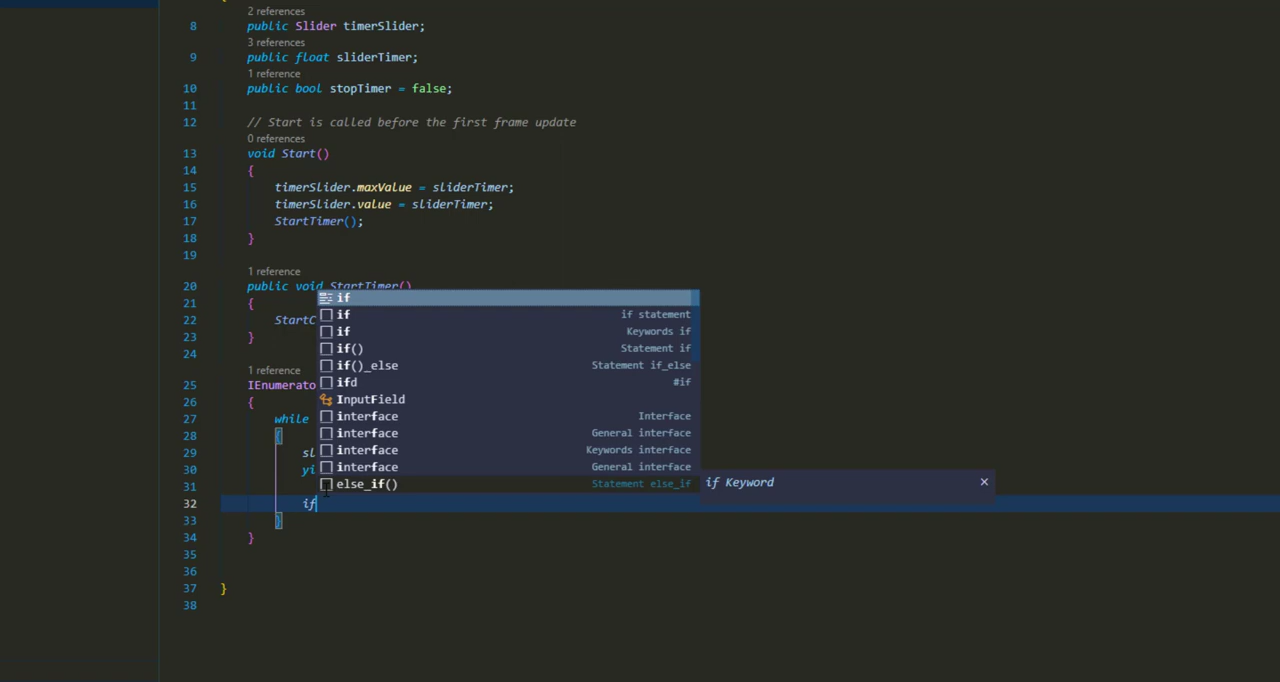 2 references
8 public Slider timerSlider;
3 references
9 public float sliderTimer;
1 reference
10 public bool stopTimer = false;
11
12 // Start is called before the first frame update
0 references
13 void Start()
14 {
15 timerSlider.maxValue = sliderTimer;
16 timerSlider.value = sliderTimer;
17 StartTimer();
18 }
19
1 reference
20 public void StartTimer()
21 {
if
if if statement
22 StartC
if Keywords if
23 }
if() Statement if
24
if()_else Statement if_else
1 reference
25 IEnumerato
ifd #if
26 {
InputField
27 while
interface Interface
28 {
interface General interface
29 sl
interface Keywords interface
30 yi
interface General interface
31
else_if() Statement else_if
if Keyword ×
32 if
33 }
34 }
35
36
37 }
38